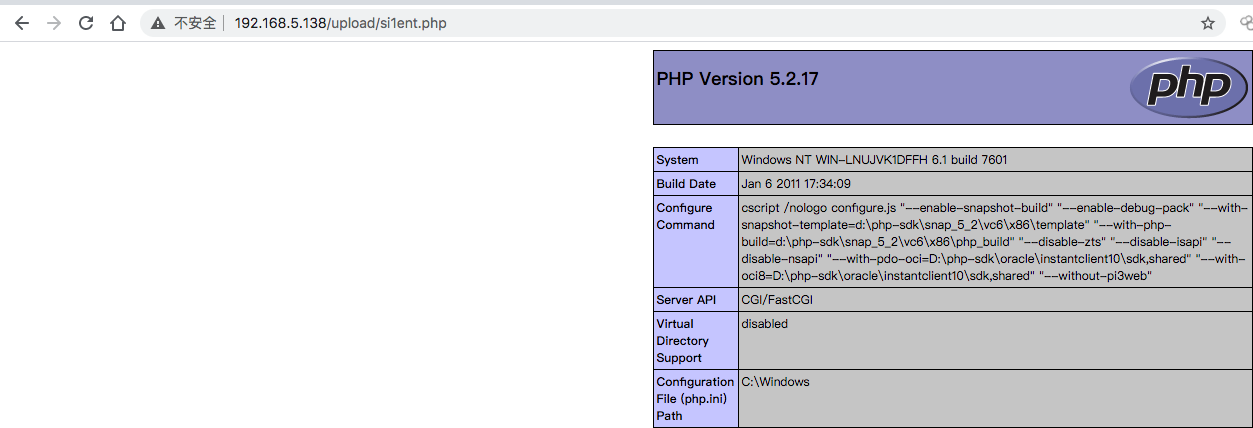 不安全 192.168.5.138/upload/si1ent.php
PHP Version 5.2.17
php
System Windows NT WIN-LNUJVK1DFFH 6.1 build 7601
Build Date Jan 6 2011 17:34:09
Configure Command
cscript /nologo configure.js "--enable-snapshot-build" "--enable-debug-pack" "--with-
snapshot-template=d:\php-sdk\snap_5_2\vc6\x86\template" "--with-php-
build=d:\php-sdk\snap_5_2\vc6\x86\php_build" "--disable-zts" "--disable-isapi" "--
disable-nsapi" "--with-pdo-oci=D:\php-sdk\oracle\instantclient10\sdk,shared" "--with-
oci8=D:\php-sdk\oracle\instantclient10\sdk,shared" "--without-pi3web"
Server API CGI/FastCGI
Virtual disabled
Directory
Support
Configuration C:\Windows
File (php.ini)
Path